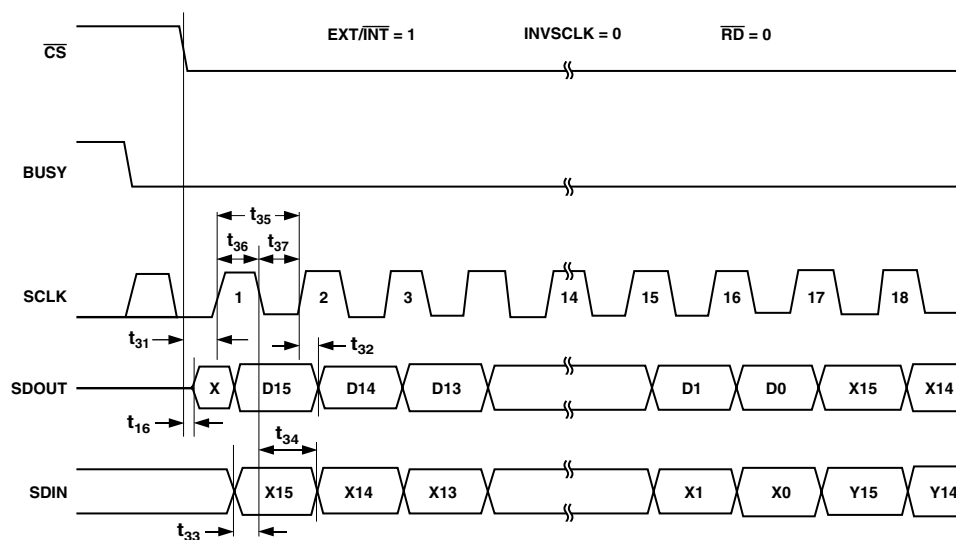 EXT/INT = 1 INVSCLK = 0 RD = 0
CS
BUSY
t35
t36 t37
SCLK 1 2 3 14 15 16 17 18
t31 t32
SDOUT X D15 D14 D13 D1 D0 X15 X14
t16 t34
SDIN X15 X14 X13 X1 X0 Y15 Y14
t33